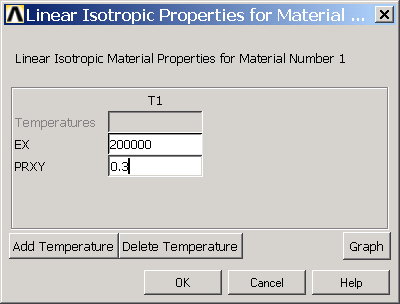 Linear Isotropic Properties for Material ...
Linear Isotropic Material Properties for Material Number 1
T1
Temperatures
EX 200000
PRXY 0.3
Add Temperature Delete Temperature Graph
OK Cancel Help